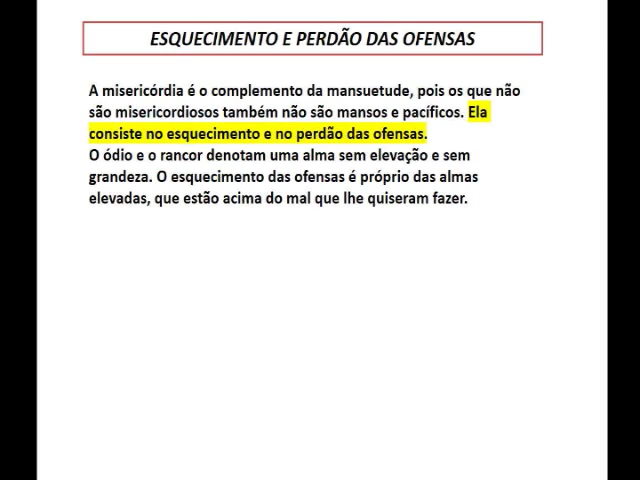 ESQUECIMENTO E PERDÃO DAS OFENSAS
A misericórdia é o complemento da mansuetude, pois os que não
são misericordiosos também não são mansos e pacíficos. Ela
consiste no esquecimento e no perdão das ofensas.
O ódio e o rancor denotam uma alma sem elevação e sem
grandeza. O esquecimento das ofensas é próprio das almas
elevadas, que estão acima do mal que lhe quiseram fazer.